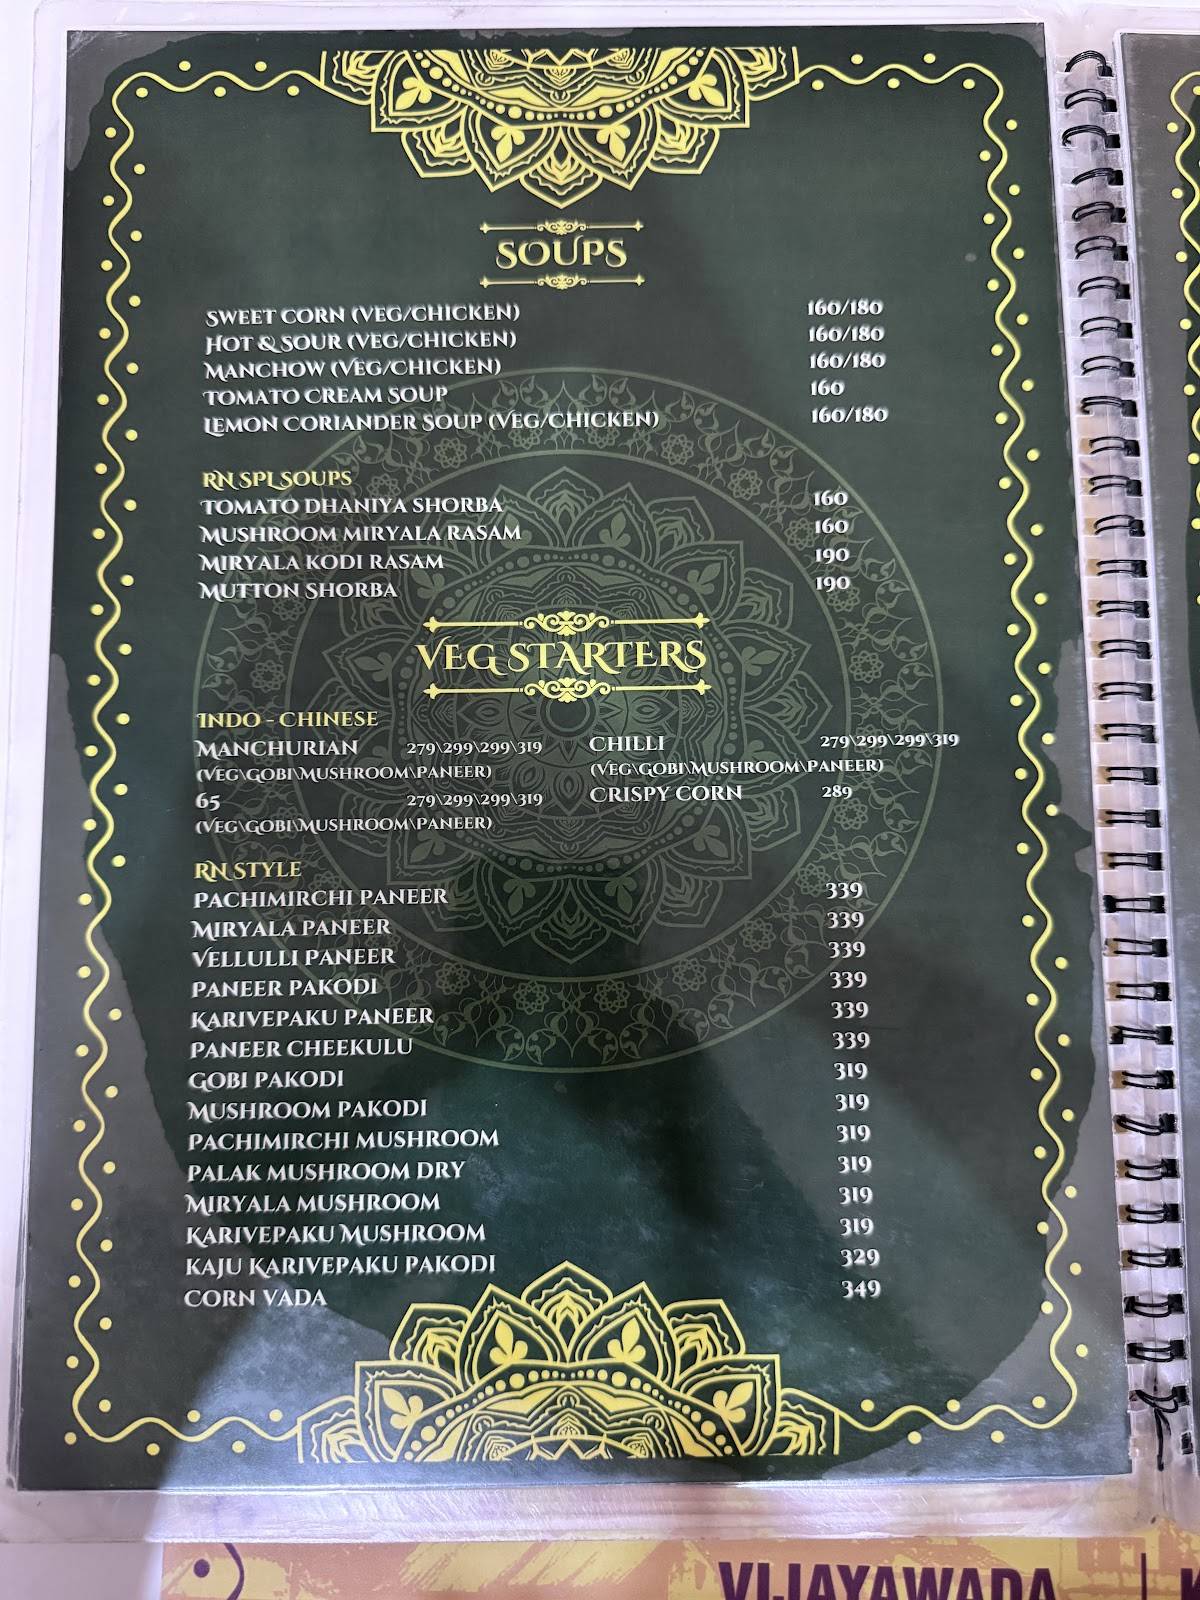 SOUPS
SWEET CORN (VEG/CHICKEN) 160/180
HOT & SOUR (VEG/CHICKEN) 160/180
MANCHOW (VEG/CHICKEN) 160/180
TOMATO CREAM SOUP 160
LEMON CORIANDER SOUP (VEG/CHICKEN) 160/180
RN SPL SOUPS
TOMATO DHANIYA SHORBA 160
MUSHROOM MIRYALA RASAM 160
MIRYALA KODI RASAM 190
MUTTON SHORBA 190
VEG STARTERS
INDO - CHINESE
MANCHURIAN 279\299\299\319 CHILLI 279\299\299\319
(VEG\GOBI\MUSHROOM\PANEER) (VEG\GOBI\MUSHROOM\PANEER)
65 279\299\299\319 CRISPY CORN 289
(VEG\GOBI\MUSHROOM\PANEER)
RN STYLE
PACHIMIRCHI PANEER 339
MIRYALA PANEER 339
VELLULLI PANEER 339
PANEER PAKODI 339
KARIVEPAKU PANEER 339
PANEER CHEEKULU 339
GOBI PAKODI 319
MUSHROOM PAKODI 319
PACHIMIRCHI MUSHROOM 319
PALAK MUSHROOM DRY 319
MIRYALA MUSHROOM 319
KARIVEPAKU MUSHROOM 319
KAJU KARIVEPAKU PAKODI 329
CORN VADA 349
VIJAYAWADA |